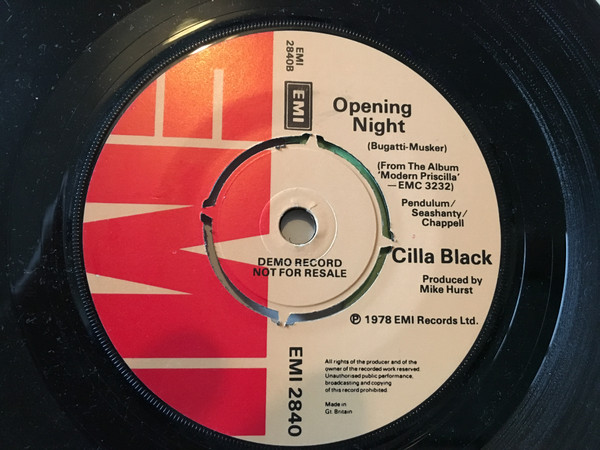 EMI
2840B
EMI
Opening
Night
(Bugatti-Musker)
(From The Album
'Modern Priscilla'
—EMC 3232)
Pendulum/
Seashanty/
Chappell
Cilla Black
Produced by
Mike Hurst
DEMO RECORD
NOT FOR RESALE
℗ 1978 EMI Records Ltd.
EMI 2840
All rights of the producer and of the
owner of the recorded work reserved.
Unauthorised public performance,
broadcasting and copying
of this record prohibited.
Made in
Gt. Britain
EMI